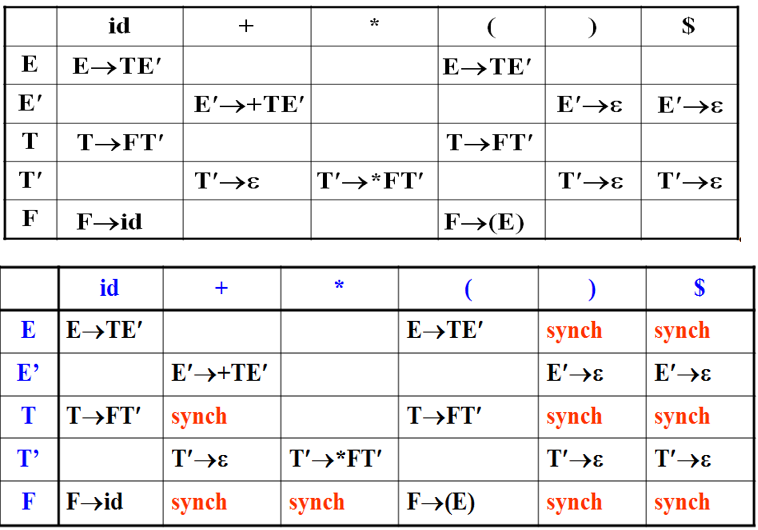 id + * ( ) $
E E→TE′ E→TE′
E′ E′→+TE′ E′→ε E′→ε
T T→FT′ T→FT′
T′ T′→ε T′→*FT′ T′→ε T′→ε
F F→id F→(E)
id + * ( ) $
E E→TE′ E→TE′ synch synch
E’ E′→+TE′ E′→ε E′→ε
T T→FT′ synch T→FT′ synch synch
T’ T′→ε T′→*FT′ T′→ε T′→ε
F F→id synch synch F→(E) synch synch